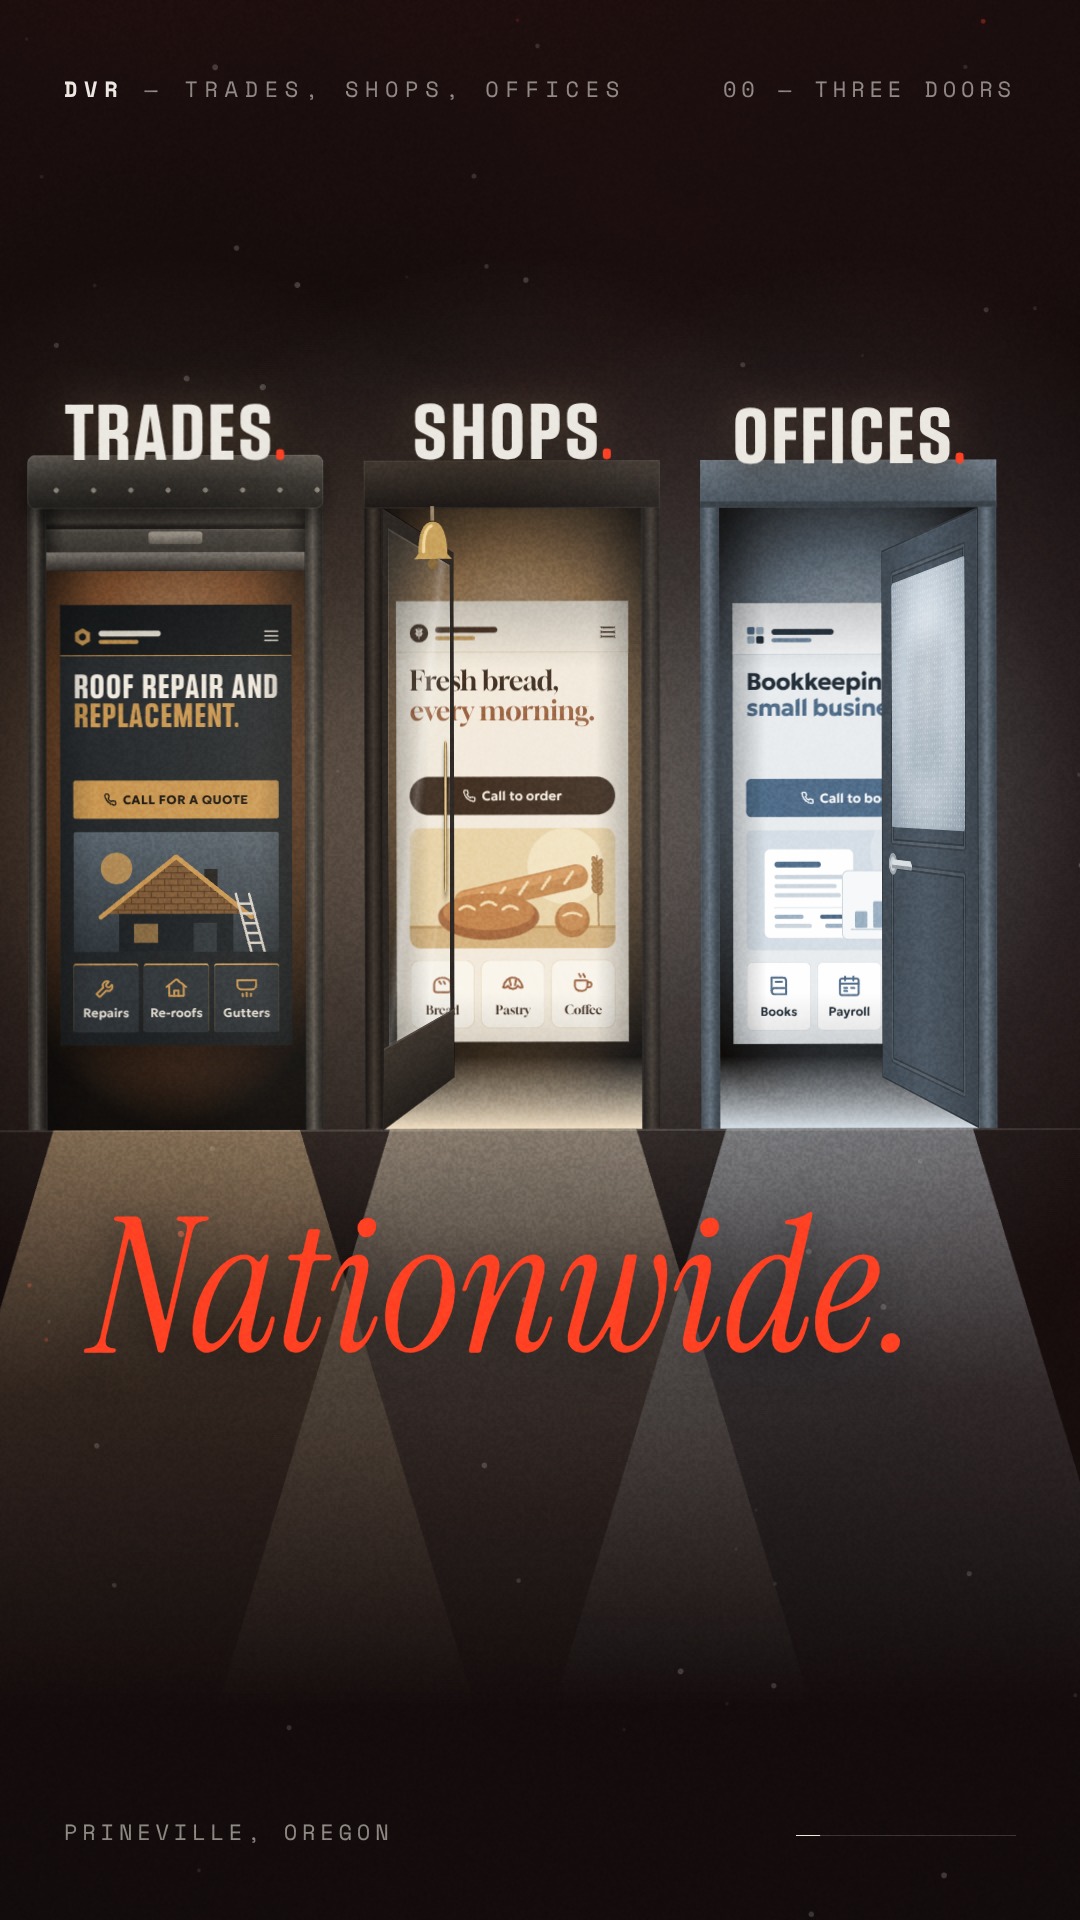 DVR — TRADES, SHOPS, OFFICES
00 — THREE DOORS
TRADES.
SHOPS.
OFFICES.
ROOF REPAIR AND
REPLACEMENT.
CALL FOR A QUOTE
Repairs
Re-roofs
Gutters
Fresh bread,
every morning.
Call to order
Bread
Pastry
Coffee
Bookkeepin
small busine
Call to bo
Books
Payroll
Nationwide.
PRINEVILLE, OREGON